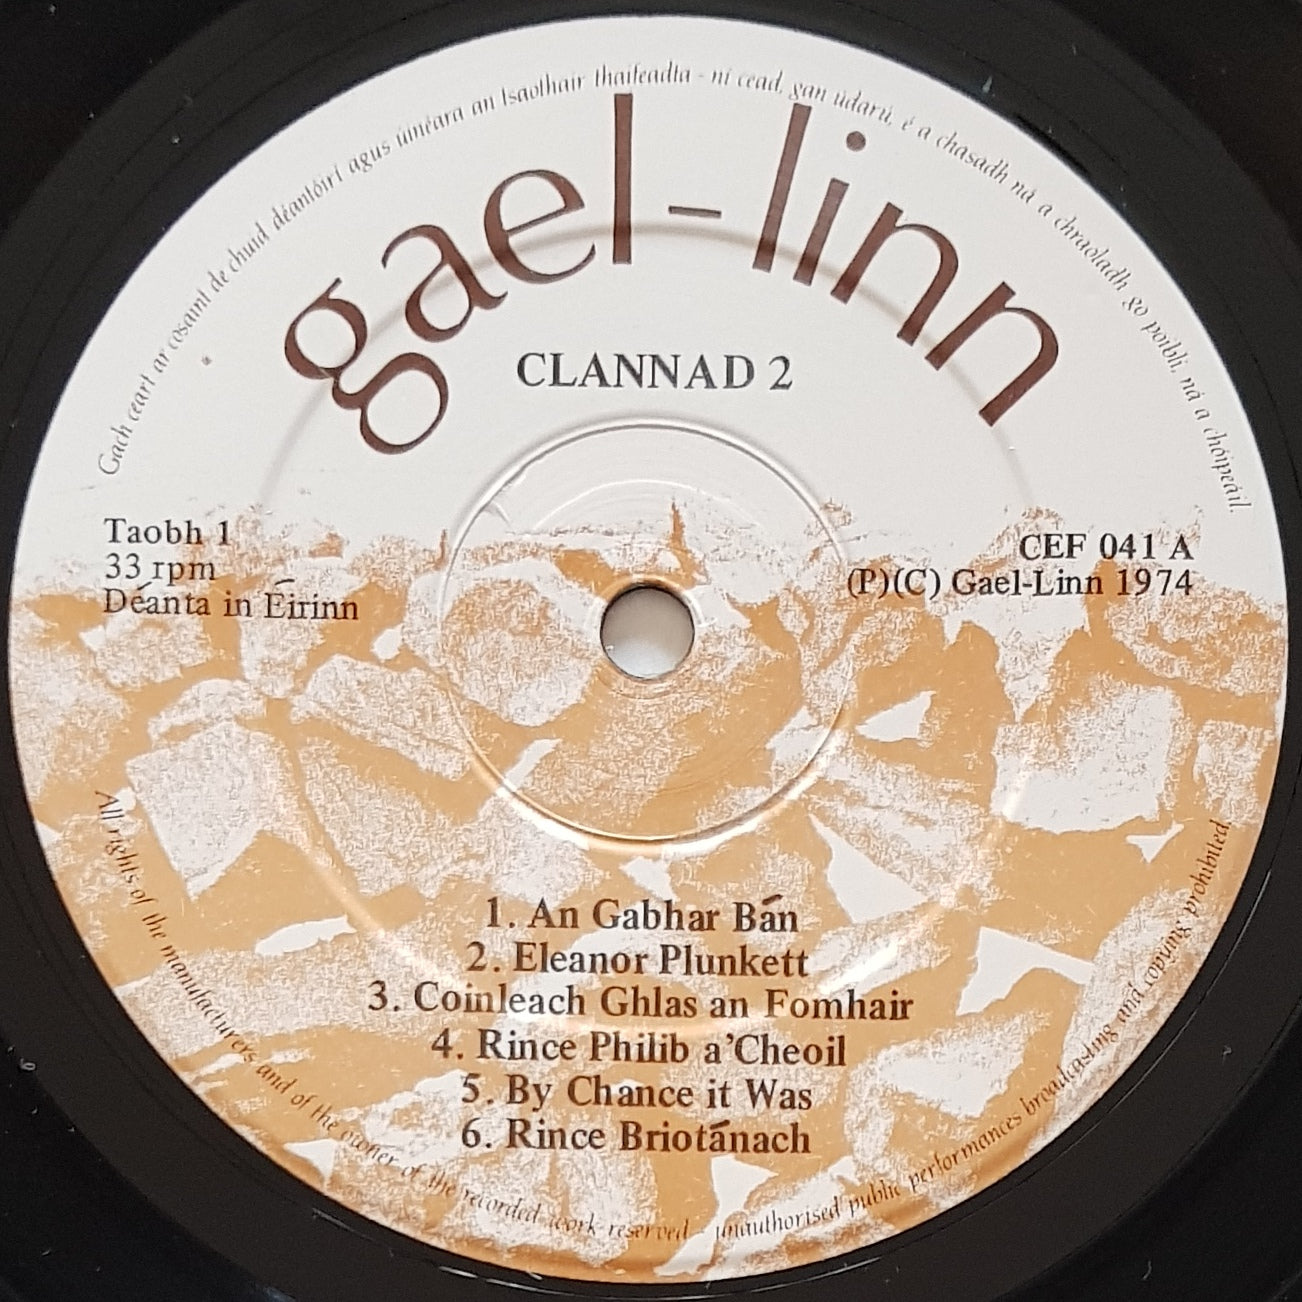 Gach ceart ar cosaint de chuid déantóirí agus úinéara an tsaothair thaifeadta - ní cead, gan údarú, é a chasadh ná a chraoladh go poiblí, ná a chóipeáil.
gael-linn
CLANNAD 2
Taobh 1
33 rpm
Déanta in Éirinn
CEF 041 A
(P)(C) Gael-Linn 1974
1. An Gabhar Bán
2. Eleanor Plunkett
3. Coinleach Ghlas an Fomhair
4. Rince Philib a'Cheoil
5. By Chance it Was
6. Rince Briotánach
All rights of the manufacturers and of the owner of the recorded work reserved - unauthorised public performances broadcasting and copying prohibited